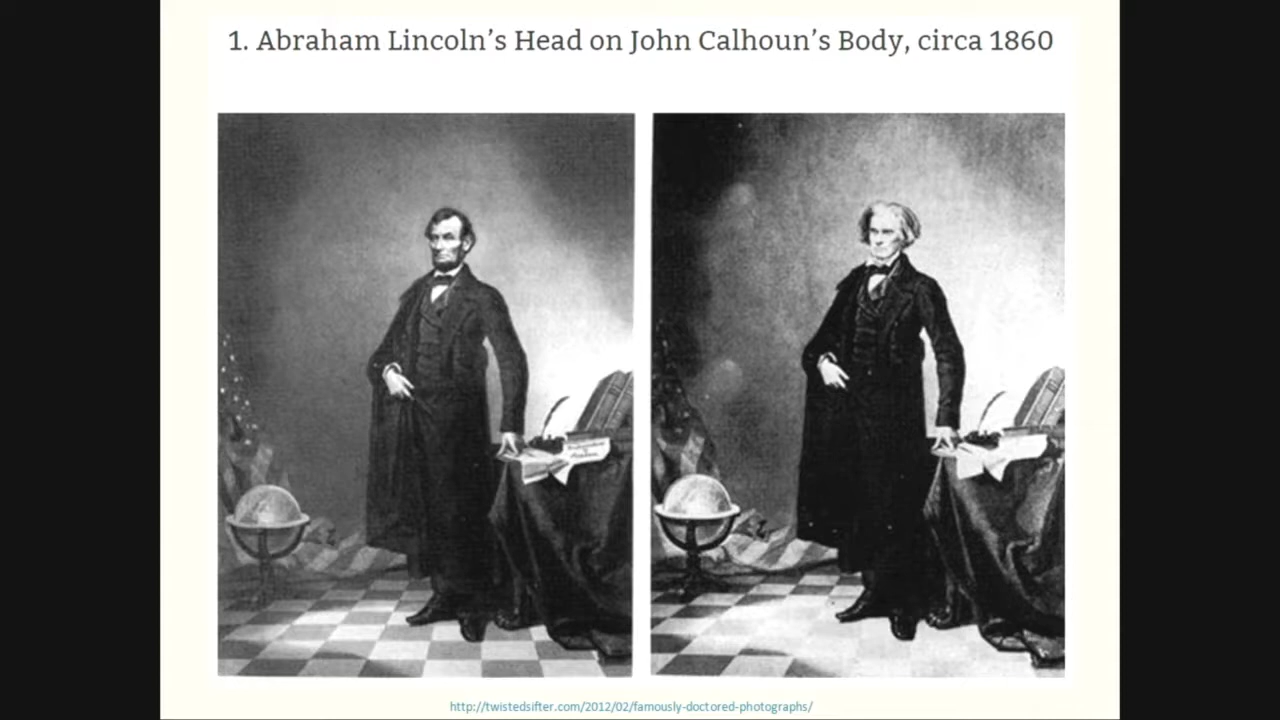 1. Abraham Lincoln’s Head on John Calhoun’s Body, circa 1860
http://twistedsifter.com/2012/02/famously-doctored-photographs/